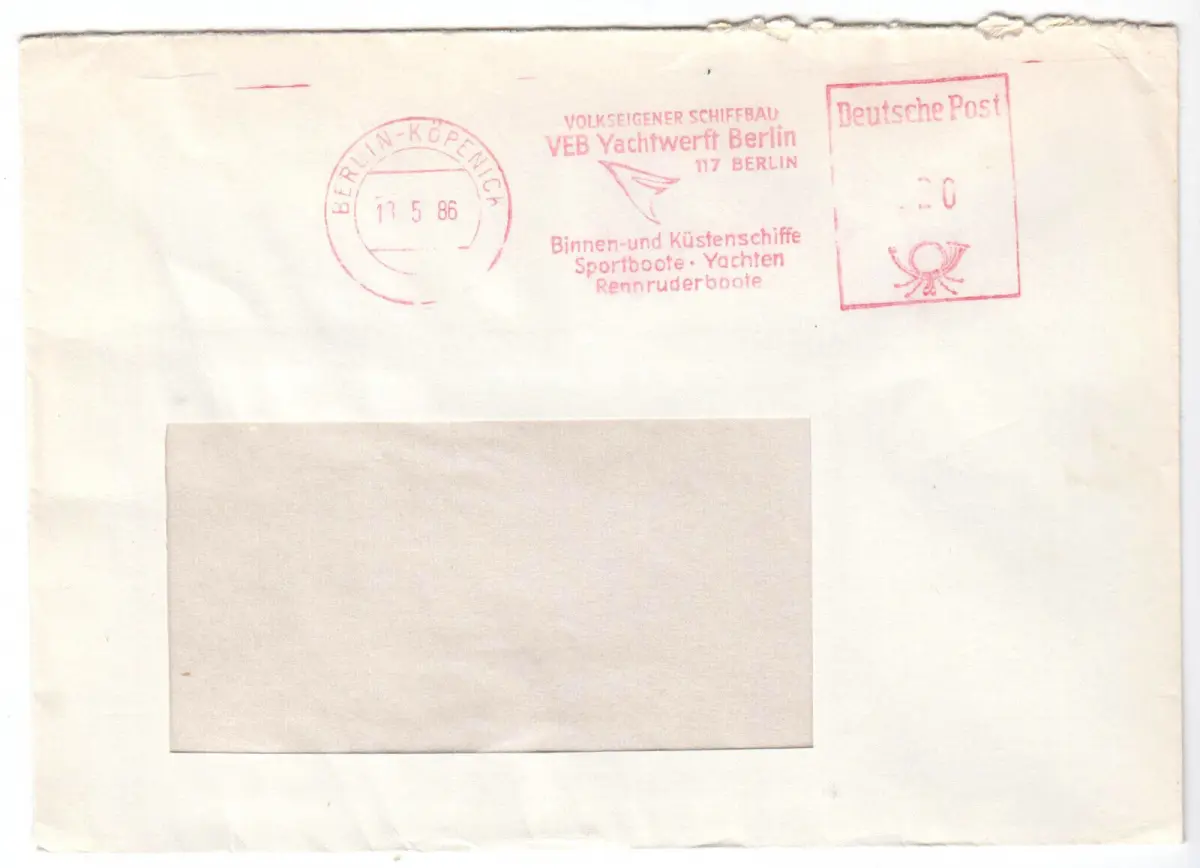 BERLIN-KÖPENICK
5 86
VOLKSEIGENER SCHIFFBAU
VEB Yachtwerft Berlin
117 BERLIN
Binnen-und Küstenschiffe
Sportboote · Yachten
Rennruderboote
Deutsche Post
20